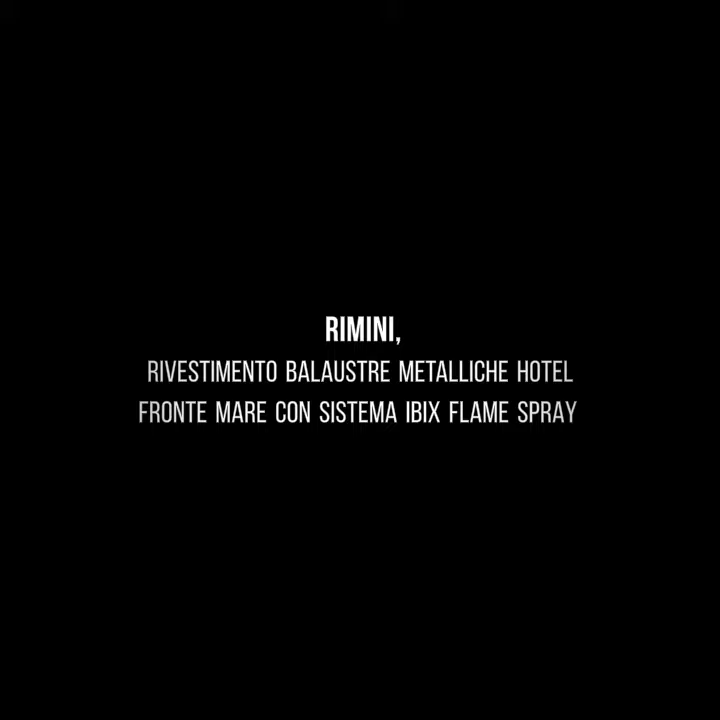 RIMINI,
RIVESTIMENTO BALAUSTRE METALLICHE HOTEL
FRONTE MARE CON SISTEMA IBIX FLAME SPRAY